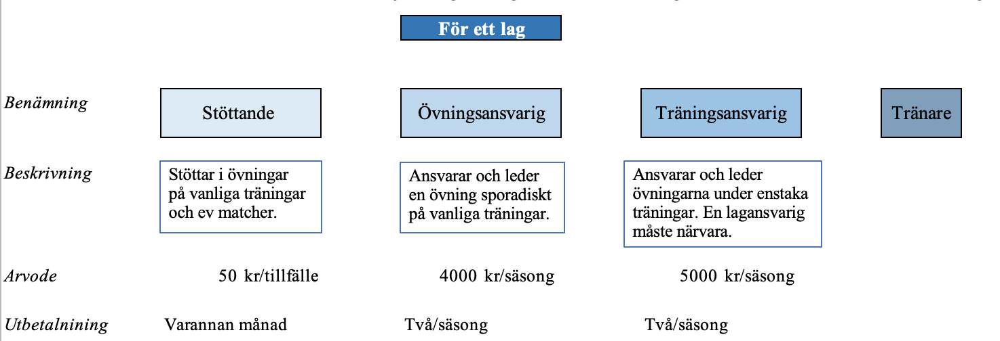 För ett lag
Benämning
Stöttande
Övningsansvarig
Träningsansvarig
Tränare
Beskrivning
Stöttar i övningar
på vanliga träningar
och ev matcher.
Ansvarar och leder
en övning sporadiskt
på vanliga träningar.
Ansvarar och leder
övningarna under enstaka
träningar. En lagansvarig
måste närvara.
Arvode
50 kr/tillfälle
4000 kr/säsong
5000 kr/säsong
Utbetalnining
Varannan månad
Två/säsong
Två/säsong